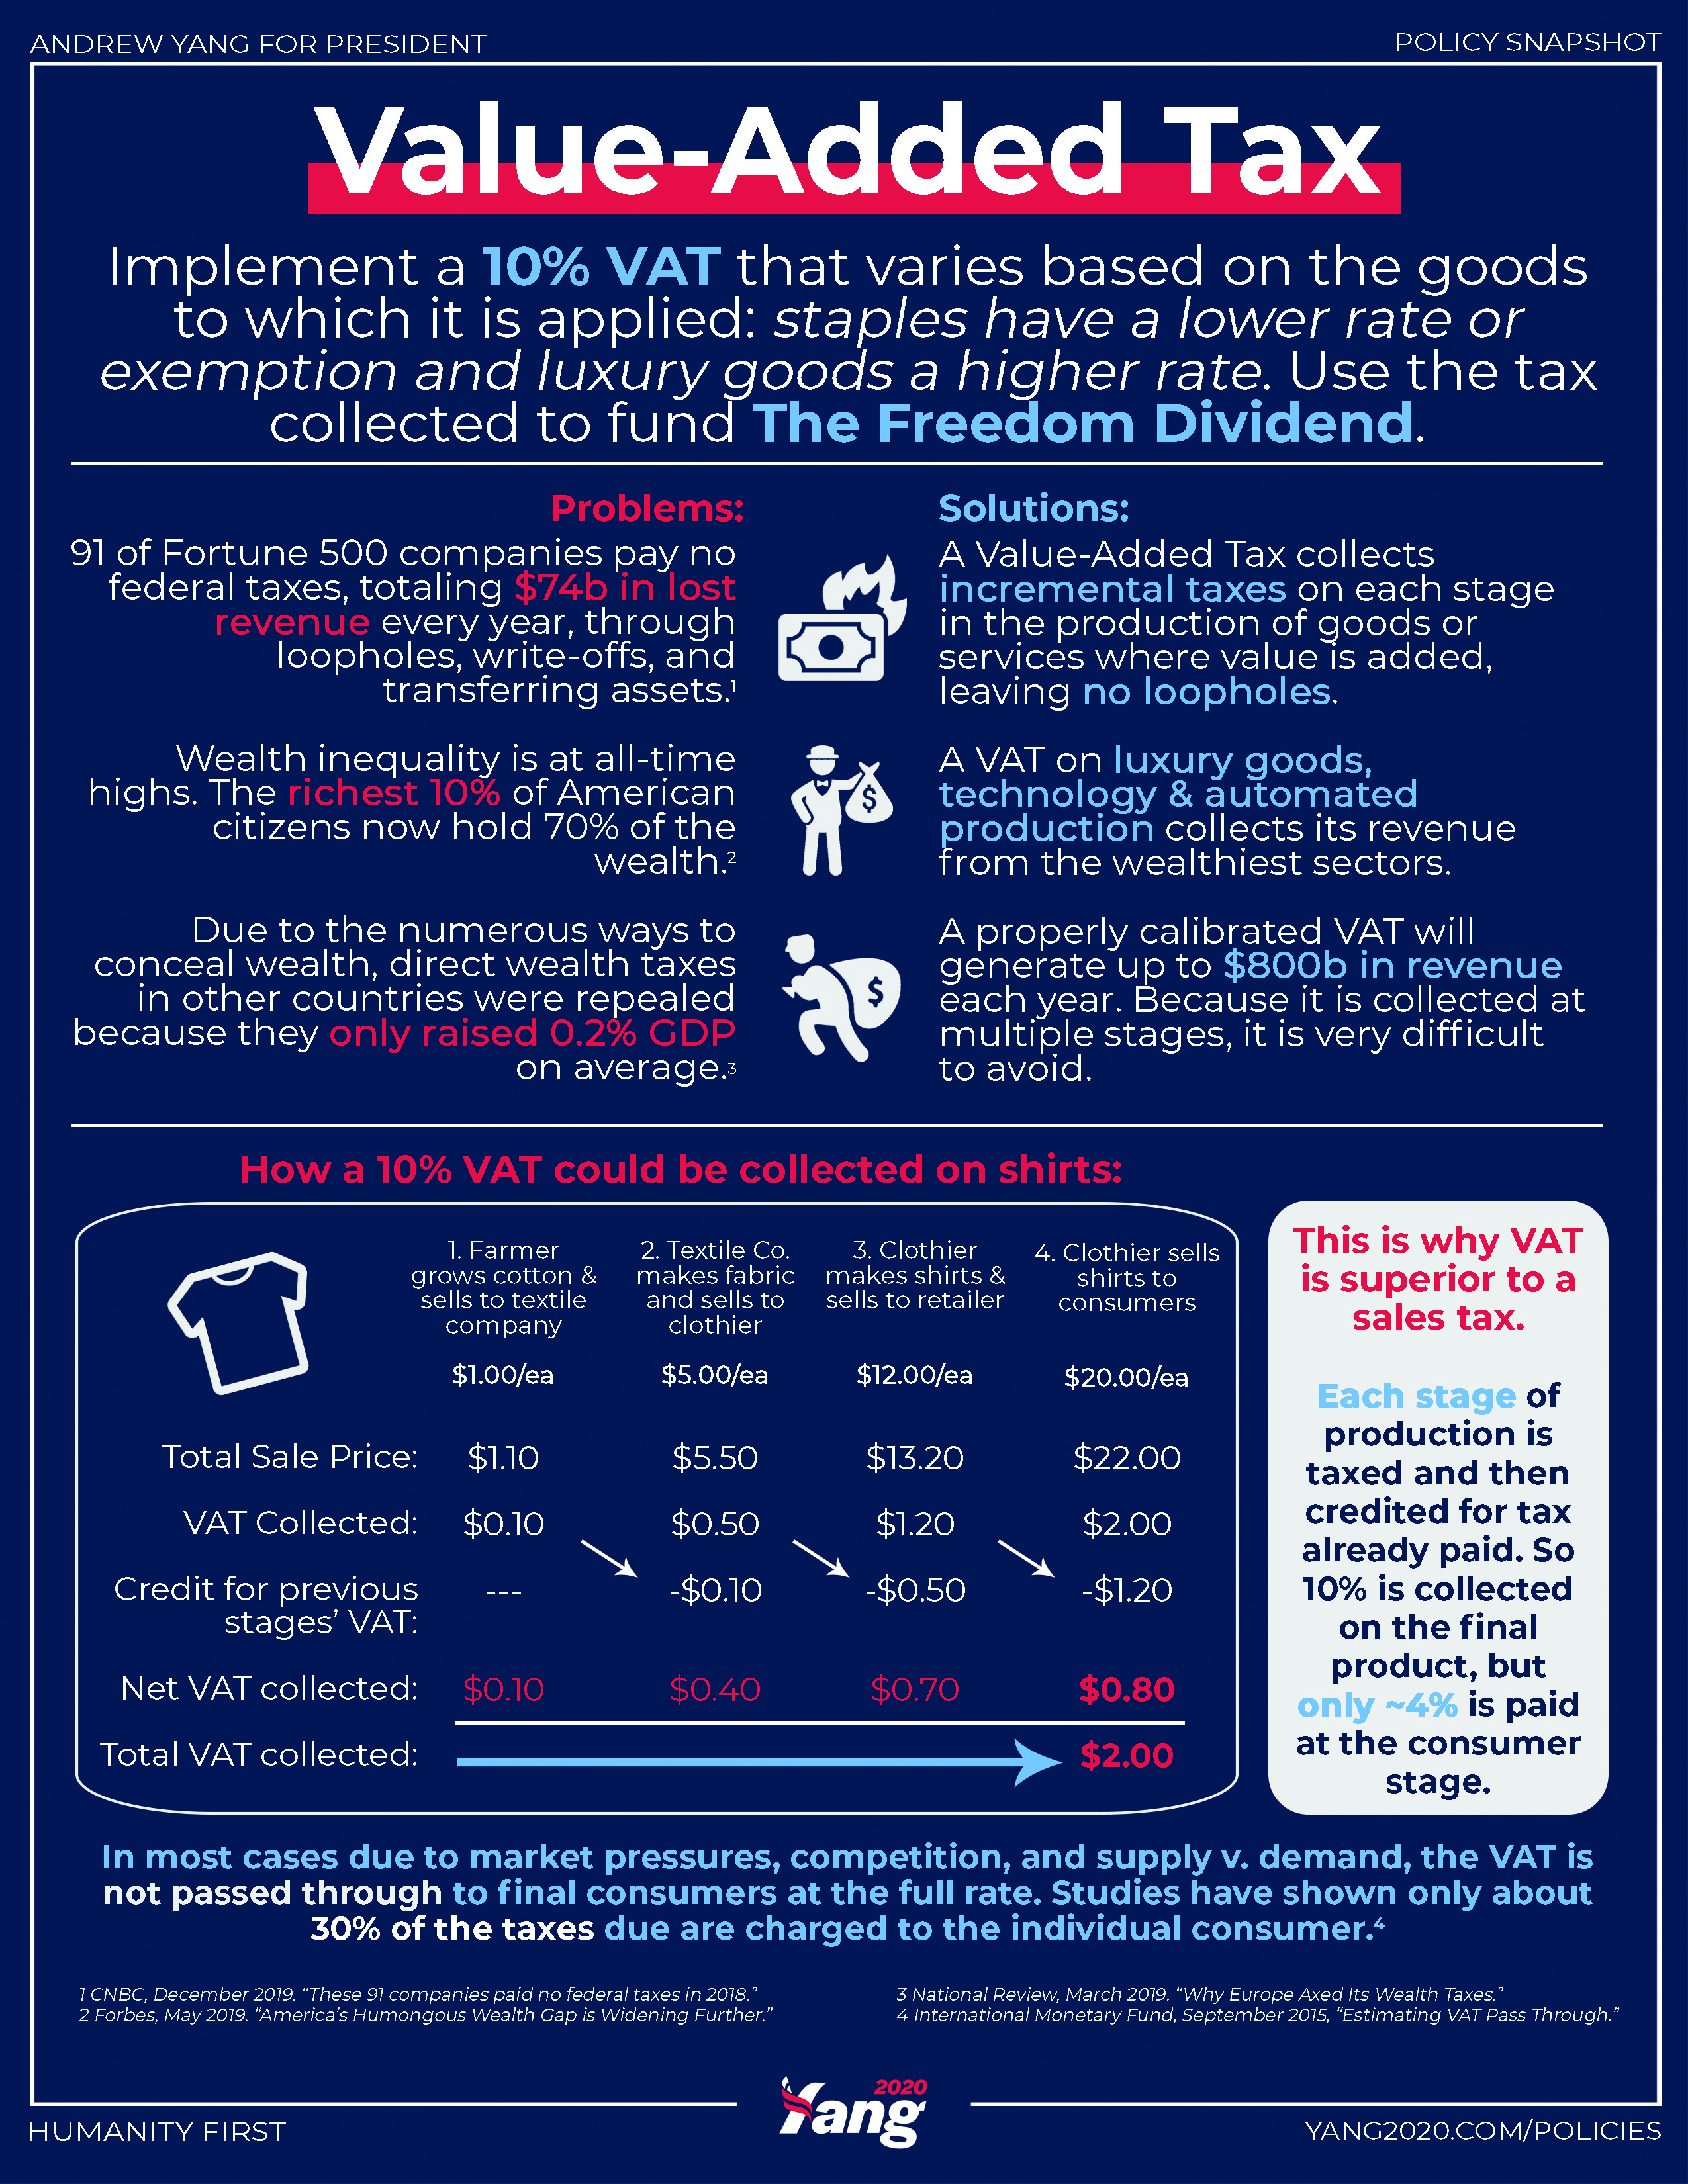 ANDREW YANG FOR PRESIDENT
POLICY SNAPSHOT
Value-Added Tax
Implement a 10% VAT that varies based on the goods
to which it is applied: staples have a lower rate or
exemption and luxury goods a higher rate. Use the tax
collected to fund The Freedom Dividend.
Problems:
91 of Fortune 500 companies pay no
federal taxes, totaling $74b in lost
revenue every year, through
loopholes, write-offs, and
transferring assets.¹
Solutions:
A Value-Added Tax collects
incremental taxes on each stage
in the production of goods or
services where value is added,
leaving no loopholes.
Wealth inequality is at all-time
highs. The richest 10% of American
citizens now hold 70% of the
wealth.²
$
A VAT on luxury goods,
technology & automated
production collects its revenue
from the wealthiest sectors.
Due to the numerous ways to
conceal wealth, direct wealth taxes
in other countries were repealed
because they only raised 0.2% GDP
on average.³
$
A properly calibrated VAT will
generate up to $800b in revenue
each year. Because it is collected at
multiple stages, it is very difficult
to avoid.
How a 10% VAT could be collected on shirts:
1. Farmer
grows cotton &
sells to textile
company
2. Textile Co.
makes fabric
and sells to
clothier
3. Clothier
makes shirts &
sells to retailer
4. Clothier sells
shirts to
consumers
$1.00/ea $5.00/ea $12.00/ea $20.00/ea
Total Sale Price: $1.10 $5.50 $13.20 $22.00
VAT Collected: $0.10 $0.50 $1.20 $2.00
Credit for previous --- -$0.10 -$0.50 -$1.20
stages' VAT:
Net VAT collected: $0.10 $0.40 $0.70 $0.80
Total VAT collected: $2.00
This is why VAT
is superior to a
sales tax.
Each stage of
production is
taxed and then
credited for tax
already paid. So
10% is collected
on the final
product, but
only ~4% is paid
at the consumer
stage.
In most cases due to market pressures, competition, and supply v. demand, the VAT is
not passed through to final consumers at the full rate. Studies have shown only about
30% of the taxes due are charged to the individual consumer.⁴
1 CNBC, December 2019. “These 91 companies paid no federal taxes in 2018.”
2 Forbes, May 2019. “America’s Humongous Wealth Gap is Widening Further.”
3 National Review, March 2019. “Why Europe Axed Its Wealth Taxes.”
4 International Monetary Fund, September 2015, “Estimating VAT Pass Through.”
2020
Yang
HUMANITY FIRST
YANG2020.COM/POLICIES